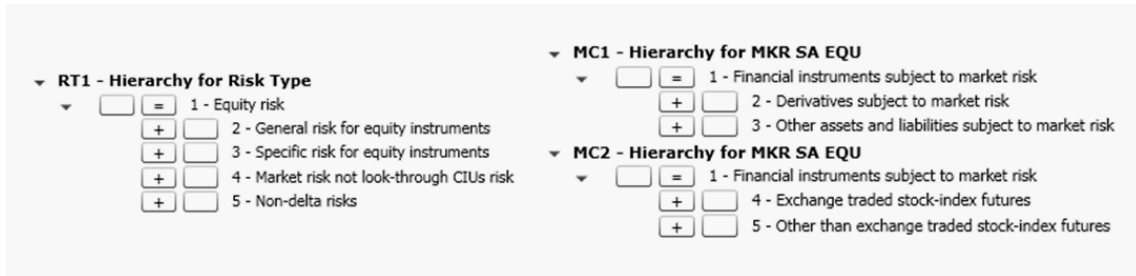 RT1 - Hierarchy for Risk Type
= 1 - Equity risk
+ 2 - General risk for equity instruments
+ 3 - Specific risk for equity instruments
+ 4 - Market risk not look-through CIUs risk
+ 5 - Non-delta risks
MC1 - Hierarchy for MKR SA EQU
= 1 - Financial instruments subject to market risk
+ 2 - Derivatives subject to market risk
+ 3 - Other assets and liabilities subject to market risk
MC2 - Hierarchy for MKR SA EQU
= 1 - Financial instruments subject to market risk
+ 4 - Exchange traded stock-index futures
+ 5 - Other than exchange traded stock-index futures